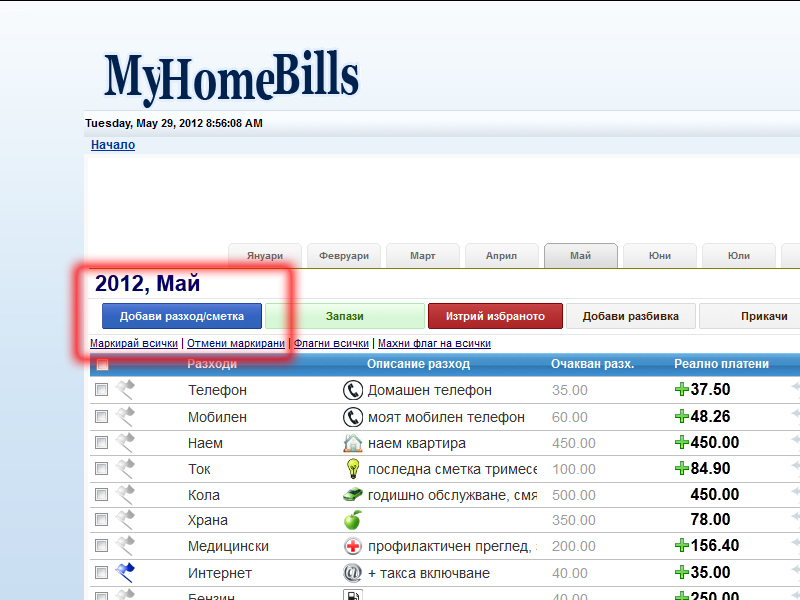 MyHomeBills
Tuesday, May 29, 2012 8:56:08 AM
Начало
Януари Февруари Март Април Май Юни Юли
2012, Май
Добави разход/сметка Запази Изтрий избраното Добави разбивка Прикачи
Маркирай всички | Отмени маркирани | Флагни всички | Махни флаг на всички
Разходи Описание разход Очакван разх. Реално платени
Телефон Домашен телефон 35.00 37.50
Мобилен моят мобилен телефон 60.00 48.26
Наем наем квартира 450.00 450.00
Ток последна сметка тримесе 100.00 84.90
Кола годишно обслужване, смя 500.00 450.00
Храна 350.00 78.00
Медицински профилактичен преглед, 200.00 156.40
Интернет + такса включване 40.00 35.00
Бензин 40.00 250.00